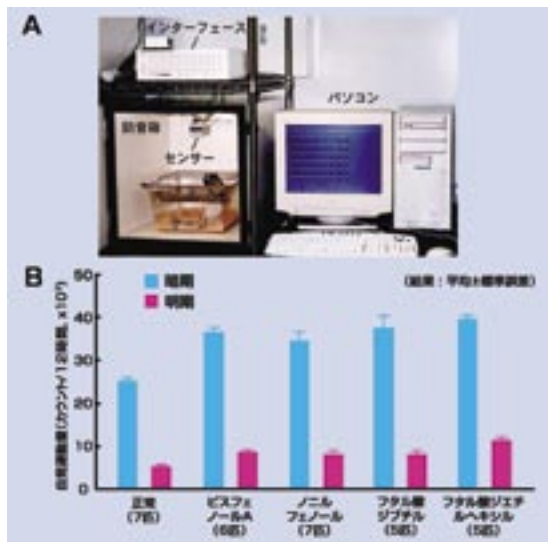 A
インターフェース
パソコン
防音箱
センサー
B
50
40
30
20
10
0
暗期
明期
(結果:平均±標準誤差)
自発運動量(カウント/12時間, x10³)
正常
(7匹)
ビスフェ
ノールA
(6匹)
ノニル
フェノール
(7匹)
フタル酸
ジブチル
(5匹)
フタル酸ジエチ
ルヘキシル
(5匹)